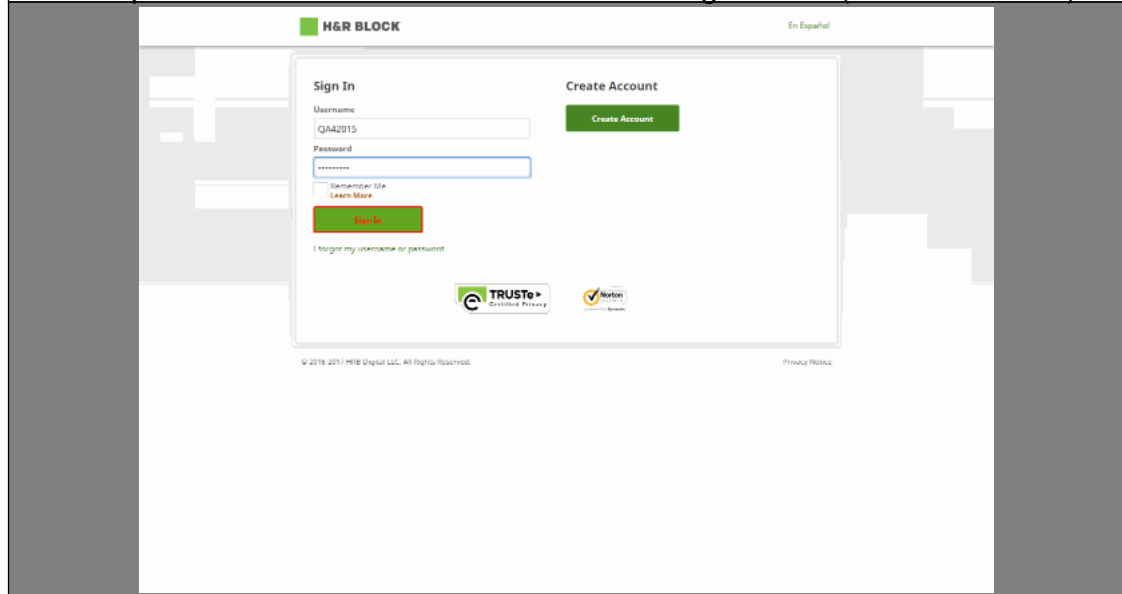 H&R BLOCK
En Español
Sign In
Create Account
Username
QA42015
Create Account
Password
---------
Remember Me
Learn More
Sign In
I forgot my username or password
TRUSTe
Certified Privacy
Norton
© 2016-2017 HRB Digital LLC. All Rights Reserved.
Privacy Notice